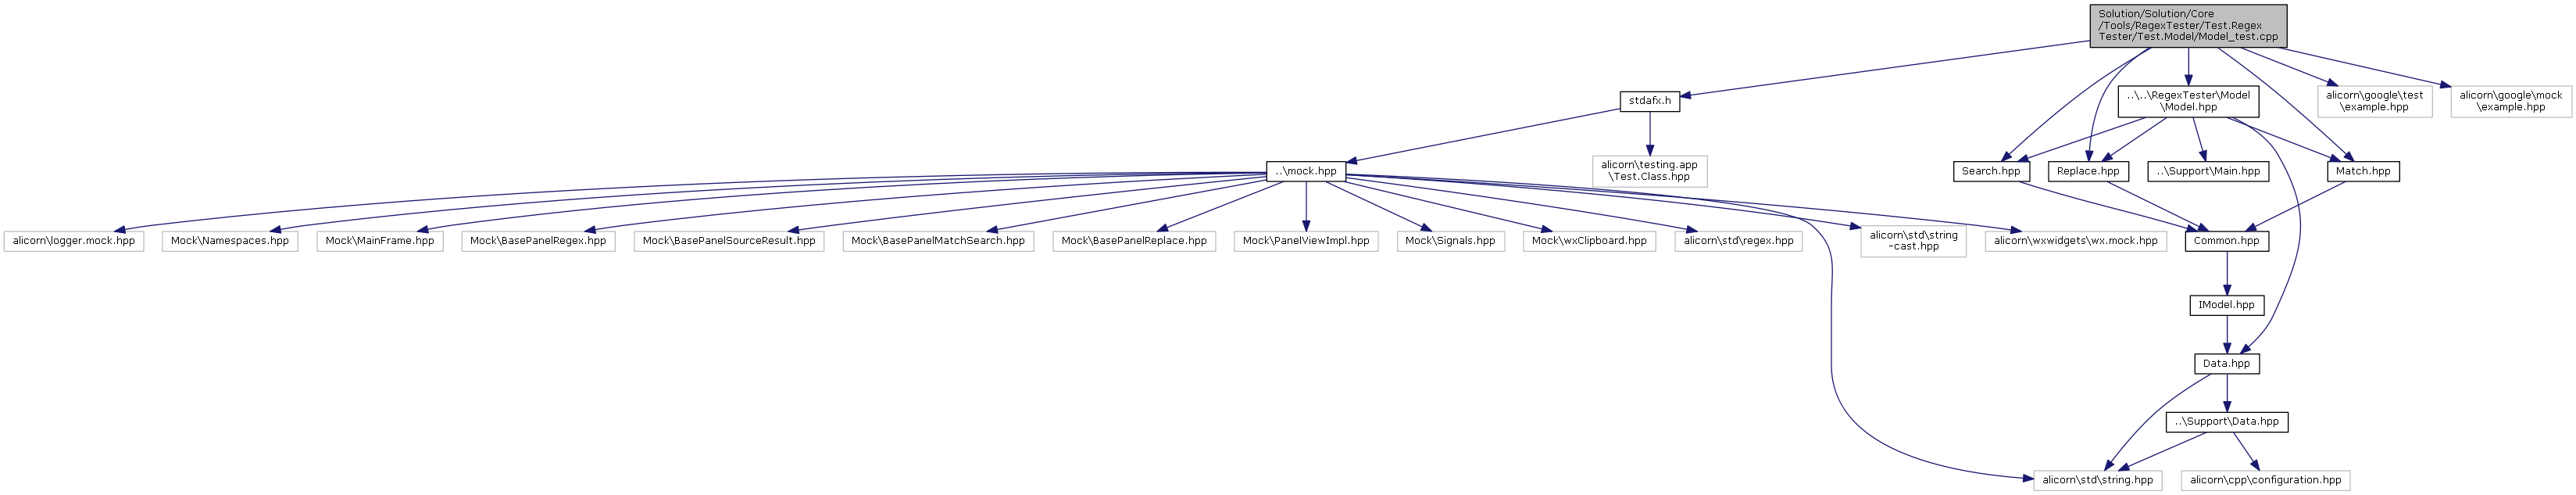 Solution/Solution/Core
/Tools/RegexTester/Test.Regex
Tester/Test.Model/Model_test.cpp
stdafx.h
..\..\RegexTester\Model
\Model.hpp
alicorn\google\test
\example.hpp
alicorn\google\mock
\example.hpp
..\mock.hpp
alicorn\testing.app
\Test.Class.hpp
Search.hpp
Replace.hpp
..\Support\Main.hpp
Match.hpp
alicorn\logger.mock.hpp
Mock\Namespaces.hpp
Mock\MainFrame.hpp
Mock\BasePanelRegex.hpp
Mock\BasePanelSourceResult.hpp
Mock\BasePanelMatchSearch.hpp
Mock\BasePanelReplace.hpp
Mock\PanelViewImpl.hpp
Mock\Signals.hpp
Mock\wxClipboard.hpp
alicorn\std\regex.hpp
alicorn\std\string
-cast.hpp
alicorn\wxwidgets\wx.mock.hpp
Common.hpp
IModel.hpp
Data.hpp
..\Support\Data.hpp
alicorn\std\string.hpp
alicorn\cpp\configuration.hpp